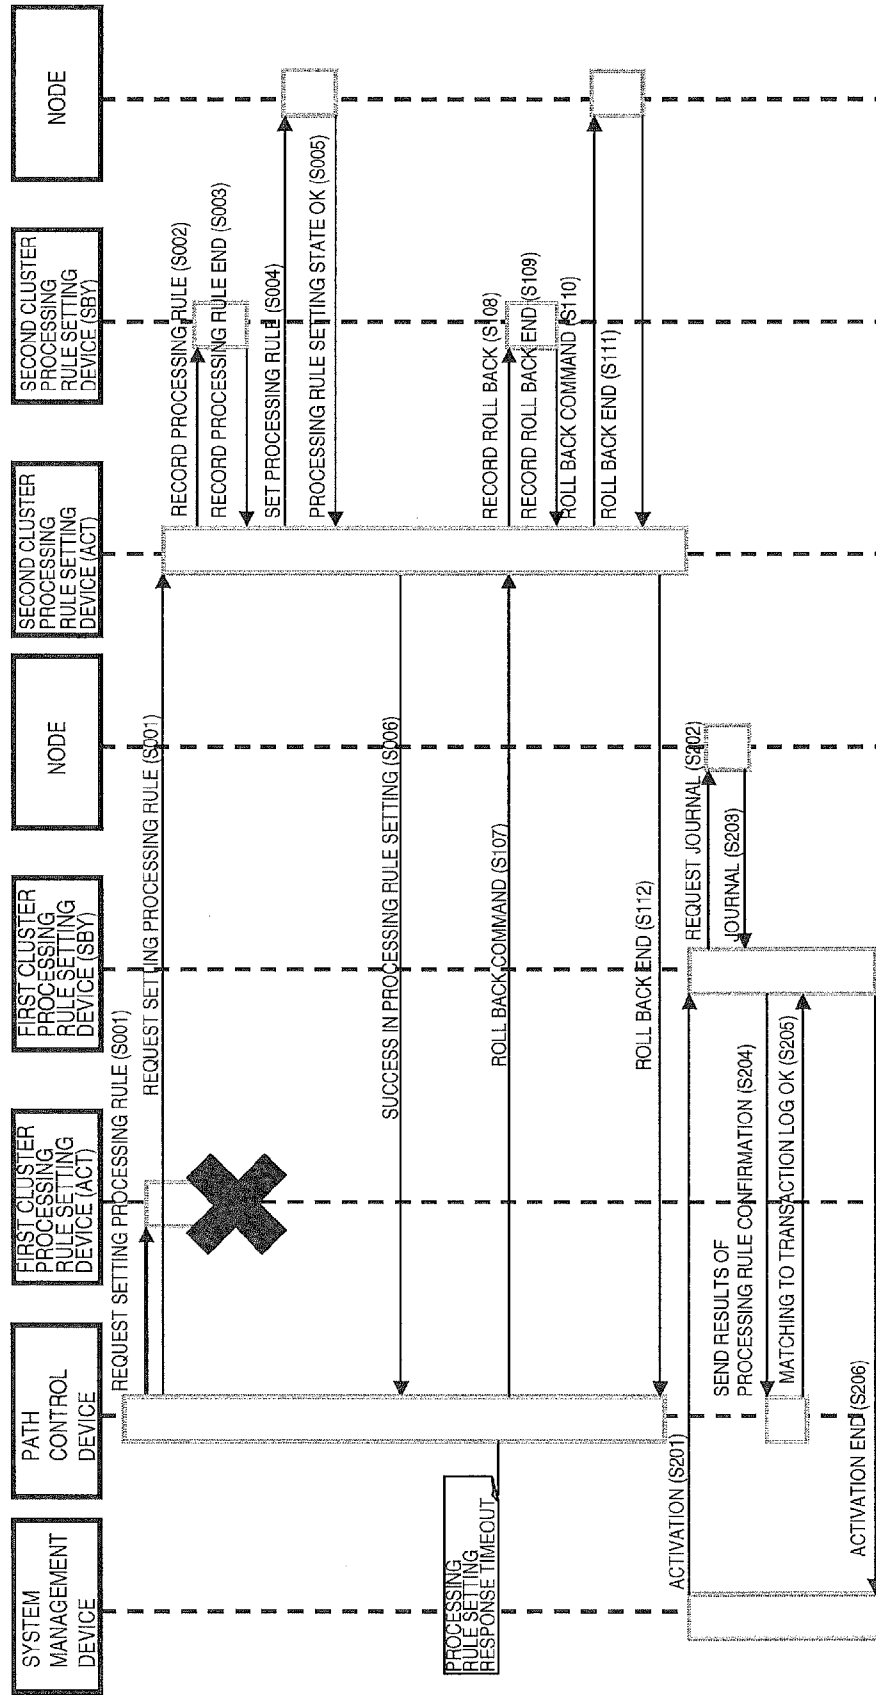 SYSTEM
MANAGEMENT
DEVICE
PATH
CONTROL
DEVICE
FIRST CLUSTER
PROCESSING
RULE SETTING
DEVICE (ACT)
FIRST CLUSTER
PROCESSING
RULE SETTING
DEVICE (SBY)
NODE
SECOND CLUSTER
PROCESSING
RULE SETTING
DEVICE (ACT)
SECOND CLUSTER
PROCESSING
RULE SETTING
DEVICE (SBY)
NODE
REQUEST SETTING PROCESSING RULE (S001)
REQUEST SETTING PROCESSING RULE (S001)
RECORD PROCESSING RULE (S002)
RECORD PROCESSING RULE END (S003)
SET PROCESSING RULE (S004)
PROCESSING RULE SETTING STATE OK (S005)
SUCCESS IN PROCESSING RULE SETTING (S006)
PROCESSING
RULE SETTING
RESPONSE TIMEOUT
ROLL BACK COMMAND (S107)
RECORD ROLL BACK (S108)
RECORD ROLL BACK END (S109)
ROLL BACK COMMAND (S110)
ROLL BACK END (S111)
ROLL BACK END (S112)
ACTIVATION (S201)
REQUEST JOURNAL (S202)
JOURNAL (S203)
SEND RESULTS OF
PROCESSING RULE CONFIRMATION (S204)
MATCHING TO TRANSACTION LOG OK (S205)
ACTIVATION END (S206)